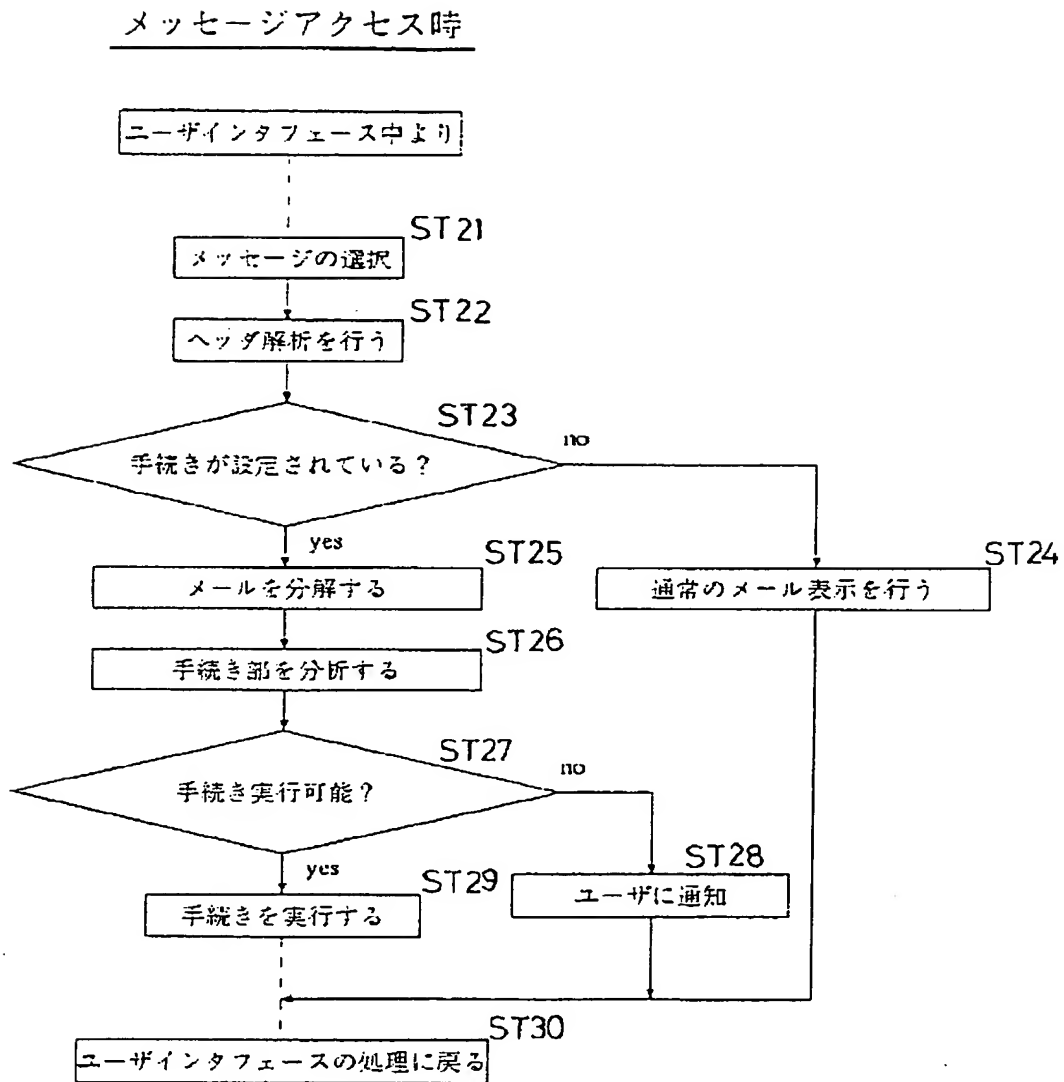 メッセージアクセス時
ユーザインタフェース中より
ST21
メッセージの選択
ST22
ヘッダ解析を行う
ST23
手続きが設定されている？
no
yes
ST25
メールを分解する
ST24
通常のメール表示を行う
ST26
手続き部を分析する
ST27
手続き実行可能？
no
yes
ST28
ユーザに通知
ST29
手続きを実行する
ST30
ユーザインタフェースの処理に戻る